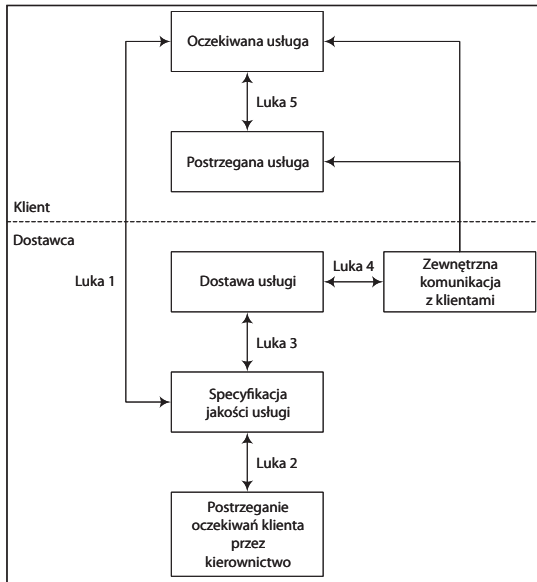 Oczekiwana usługa
Luka 5
Postrzegana usługa
Klient
Dostawca
Luka 1
Dostawa usługi
Luka 4
Zewnętrzna
komunikacja
z klientami
Luka 3
Specyfikacja
jakości usługi
Luka 2
Postrzeganie
oczekiwań klienta
przez
kierownictwo